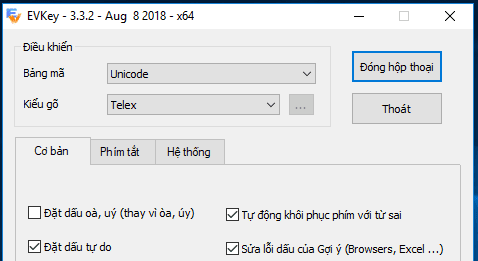 EVKey - 3.3.2 - Aug 8 2018 - x64
Điều khiển
Bảng mã
Unicode
Đóng hộp thoại
Kiểu gõ
Telex
...
Thoát
Cơ bản
Phím tắt
Hệ thống
Đặt dấu oà, uý (thay vì òa, úy)
Tự động khôi phục phím với từ sai
Đặt dấu tự do
Sửa lỗi dấu của Gợi ý (Browsers, Excel ...)